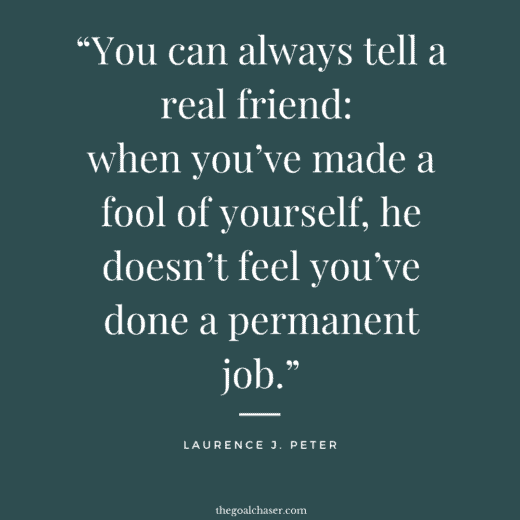 “You can always tell a
real friend:
when you’ve made a
fool of yourself, he
doesn’t feel you’ve
done a permanent
job.”
LAURENCE J. PETER
thegoalchaser.com